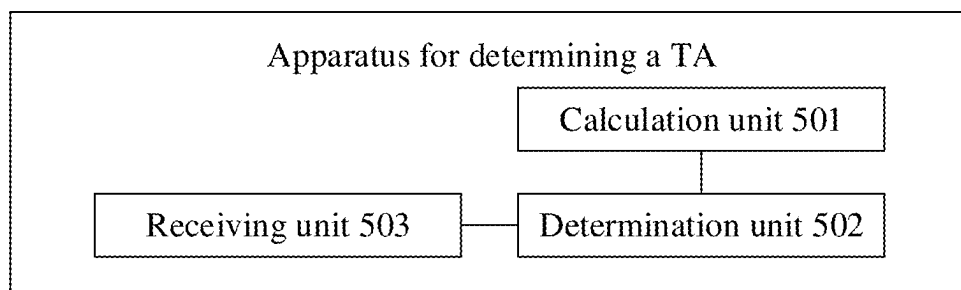 Apparatus for determining a TA
Calculation unit 501
Receiving unit 503
Determination unit 502